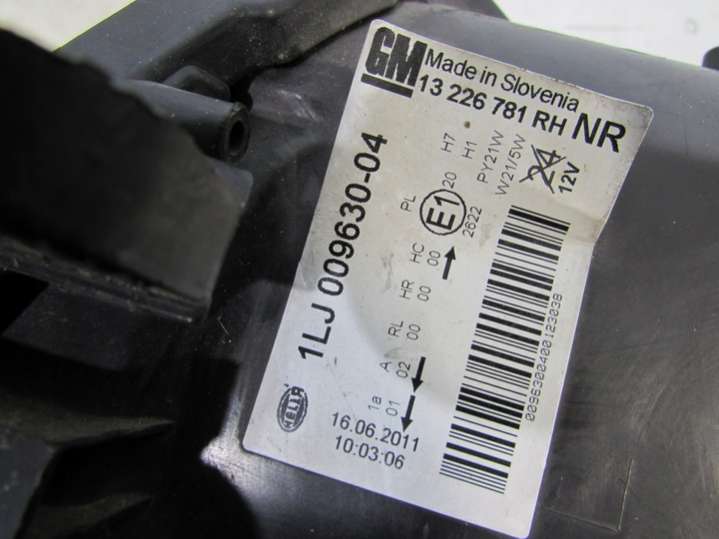 GM
Made in Slovenia
13 226 781 RH NR
1LJ 009630-04
H7
H1
PY21W
W21/5W
24
12V
1a A RL HR HC PL
01 02 00 00 00
E1
20
2622
HELLA
16.06.2011
10:03:06
0096300400123038